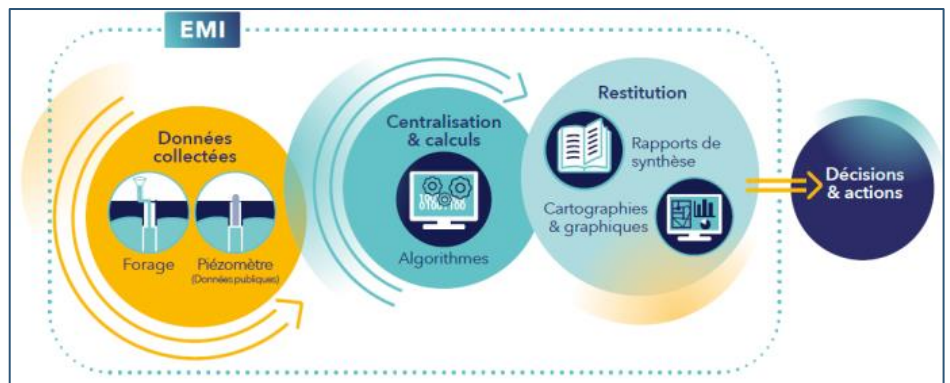 EMI
Données
collectées
Forage
Piézomètre
(Données publiques)
Centralisation
& calculs
Algorithmes
Restitution
Rapports de
synthèse
Cartographies
& graphiques
Décisions
& actions